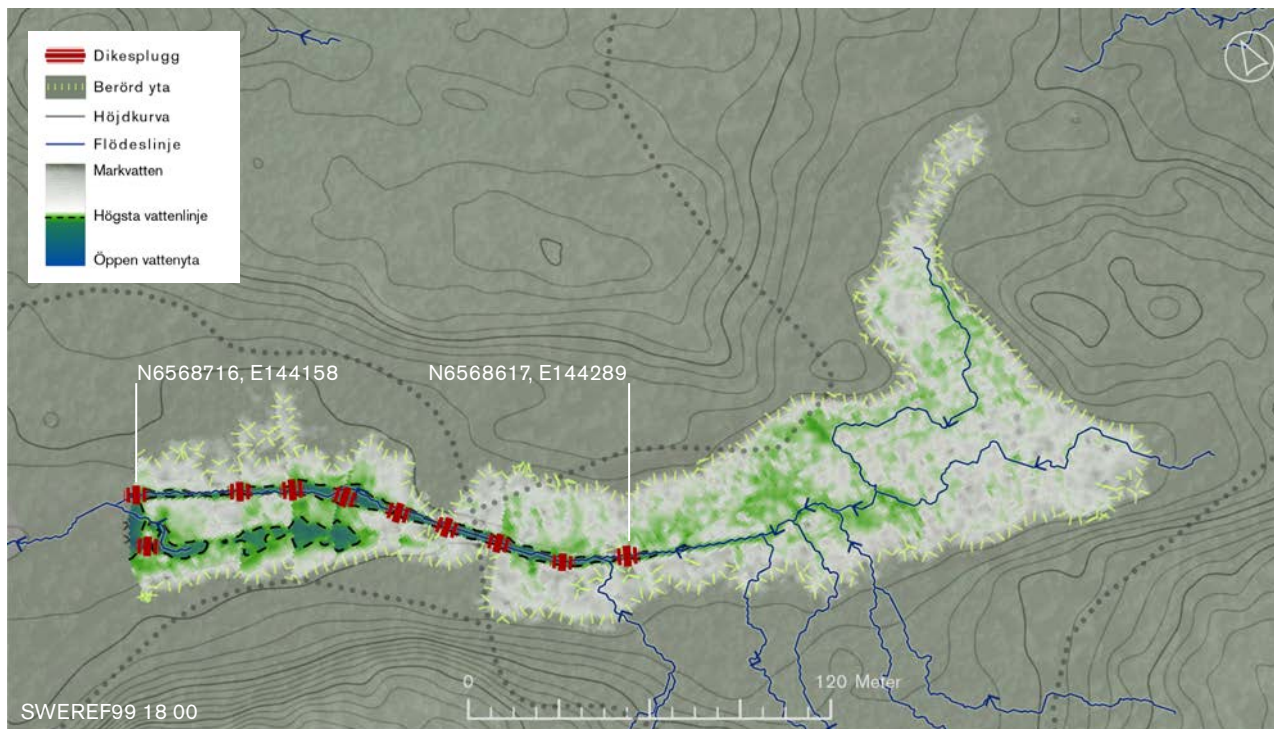 Dikesplugg
Berörd yta
Höjdkurva
Flödeslinje
Markvatten
Högsta vattenlinje
Öppen vattenyta
N6568716, E144158
N6568617, E144289
0
120 Meter
SWEREF99 18 00